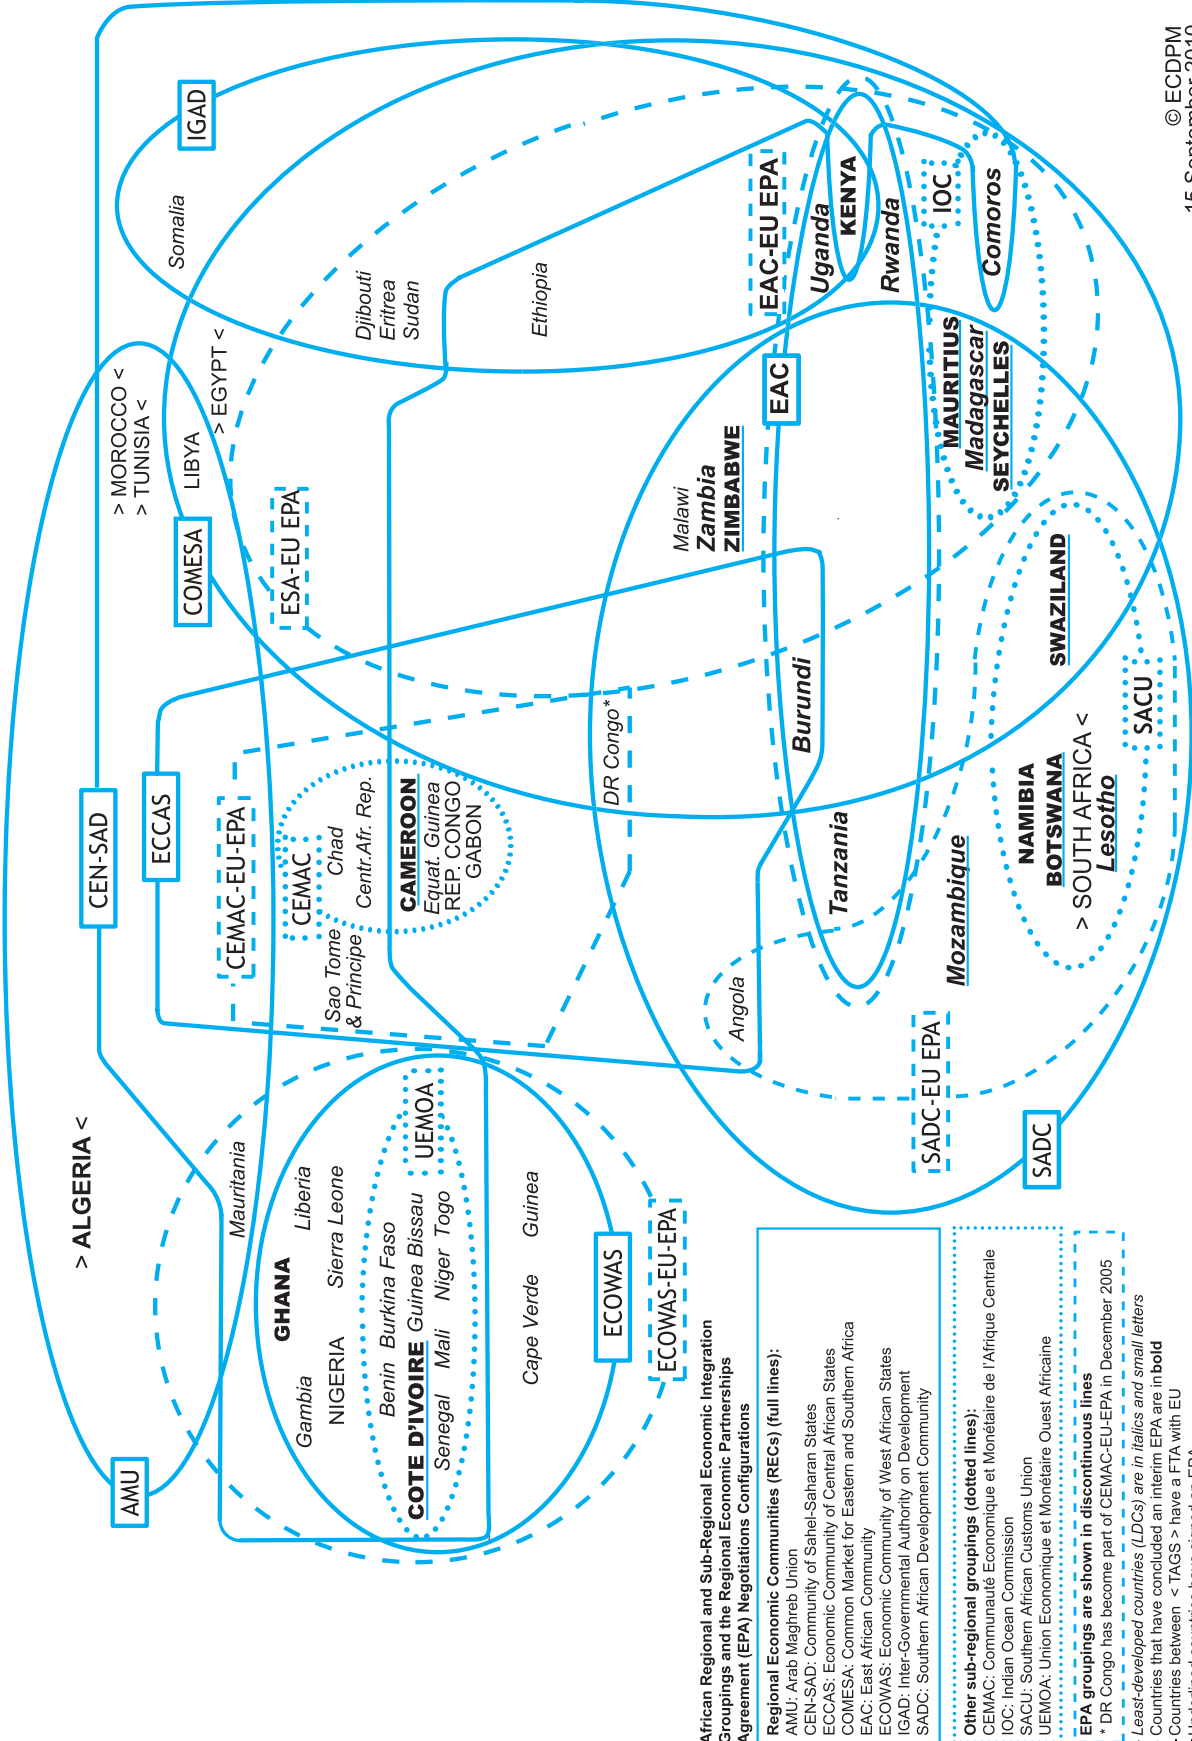 © ECDPM
15 September 2010
IGAD
Somalia
> MOROCCO <
> TUNISIA <
LIBYA
> EGYPT <
COMESA
ESA-EU EPA
Djibouti
Eritrea
Sudan
Ethiopia
EAC-EU EPA
Uganda
KENYA
Rwanda
IOC
Comoros
EAC
MAURITIUS
Madagascar
SEYCHELLES
Malawi
Zambia
ZIMBABWE
CEN-SAD
ECCAS
CEMAC-EU-EPA
CEMAC
Chad
Centr.Afr. Rep.
Sao Tome
& Principe
CAMEROON
Equat. Guinea
REP. CONGO
GABON
DR Congo*
Burundi
Tanzania
Angola
Mozambique
SWAZILAND
NAMIBIA
BOTSWANA
> SOUTH AFRICA <
Lesotho
SACU
SADC-EU EPA
SADC
> ALGERIA <
AMU
Mauritania
GHANA
Liberia
Gambia
NIGERIA
Sierra Leone
UEMOA
Benin Burkina Faso
COTE D'IVOIRE Guinea Bissau
Senegal Mali Niger Togo
Cape Verde Guinea
ECOWAS
ECOWAS-EU-EPA
African Regional and Sub-Regional Economic Integration
Groupings and the Regional Economic Partnerships
Agreement (EPA) Negotiations Configurations
Regional Economic Communities (RECs) (full lines):
AMU: Arab Maghreb Union
CEN-SAD: Community of Sahel-Saharan States
ECCAS: Economic Community of Central African States
COMESA: Common Market for Eastern and Southern Africa
EAC: East African Community
ECOWAS: Economic Community of West African States
IGAD: Inter-Governmental Authority on Development
SADC: Southern African Development Community
Other sub-regional groupings (dotted lines):
CEMAC: Communauté Economique et Monétaire de l'Afrique Centrale
IOC: Indian Ocean Commission
SACU: Southern African Customs Union
UEMOA: Union Economique et Monétaire Ouest Africaine
EPA groupings are shown in discontinuous lines
* DR Congo has become part of CEMAC-EU-EPA in December 2005
- Least-developed countries (LDCs) are in italics and small letters
- Countries that have concluded an interim EPA are in bold
- Countries between < TAGS > have a FTA with EU
- Underlined countries have signed an EPA